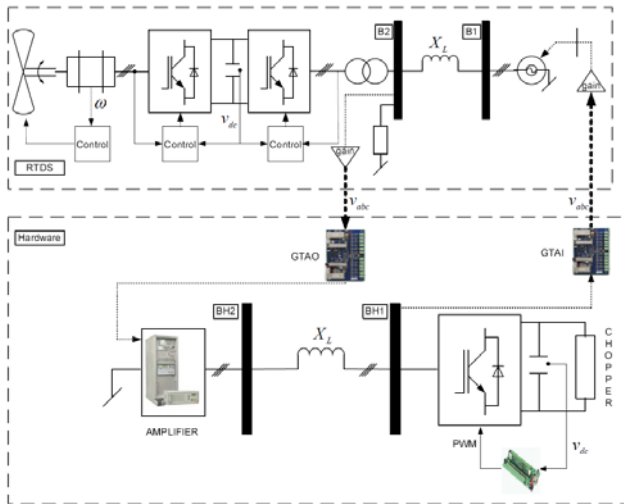 B2
X_L
B1
ω
v_dc
gain
gain
Control
Control
Control
RTDS
v_abc
v_abc
Hardware
GTAO
GTAI
BH2
X_L
BH1
CHOPPER
AMPLIFIER
PWM
v_dc